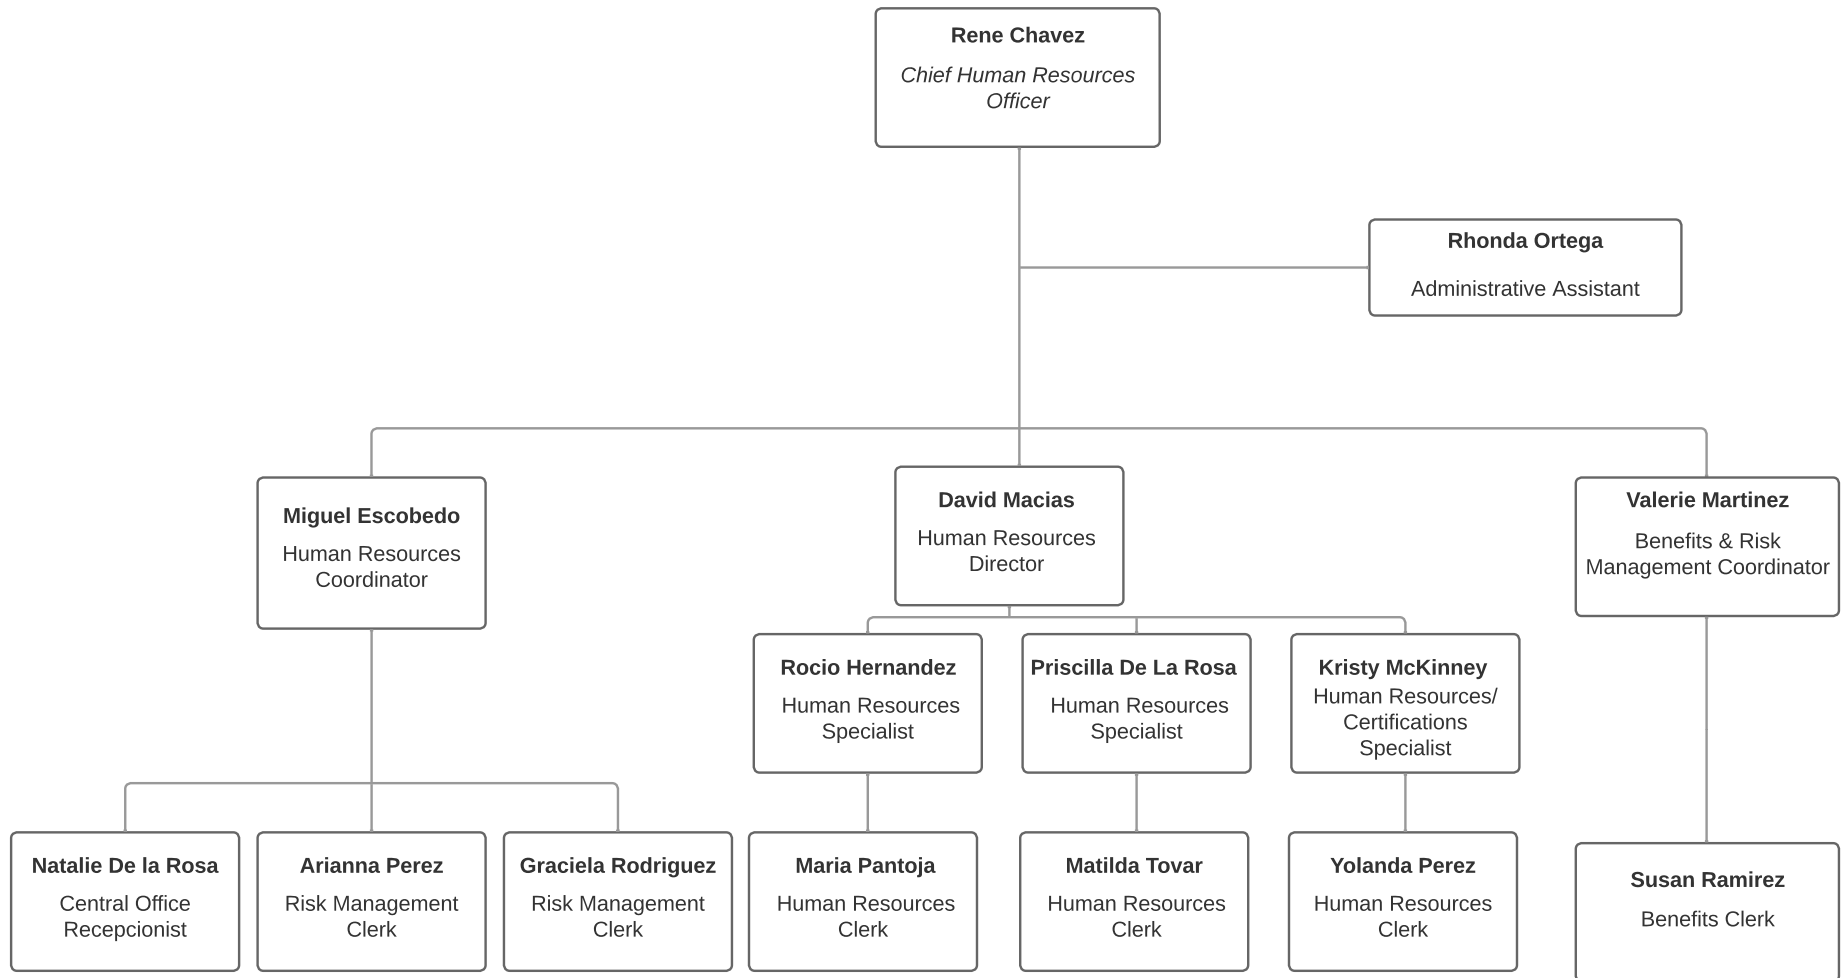 Rene Chavez
Chief Human Resources
Officer
Rhonda Ortega
Administrative Assistant
Miguel Escobedo
Human Resources
Coordinator
David Macias
Human Resources
Director
Valerie Martinez
Benefits & Risk
Management Coordinator
Rocio Hernandez
Human Resources
Specialist
Priscilla De La Rosa
Human Resources
Specialist
Kristy McKinney
Human Resources/
Certifications
Specialist
Natalie De la Rosa
Central Office
Recepcionist
Arianna Perez
Risk Management
Clerk
Graciela Rodriguez
Risk Management
Clerk
Maria Pantoja
Human Resources
Clerk
Matilda Tovar
Human Resources
Clerk
Yolanda Perez
Human Resources
Clerk
Susan Ramirez
Benefits Clerk